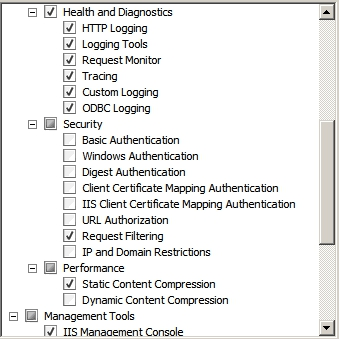 Health and Diagnostics
HTTP Logging
Logging Tools
Request Monitor
Tracing
Custom Logging
ODBC Logging
Security
Basic Authentication
Windows Authentication
Digest Authentication
Client Certificate Mapping Authentication
IIS Client Certificate Mapping Authentication
URL Authorization
Request Filtering
IP and Domain Restrictions
Performance
Static Content Compression
Dynamic Content Compression
Management Tools
IIS Management Console